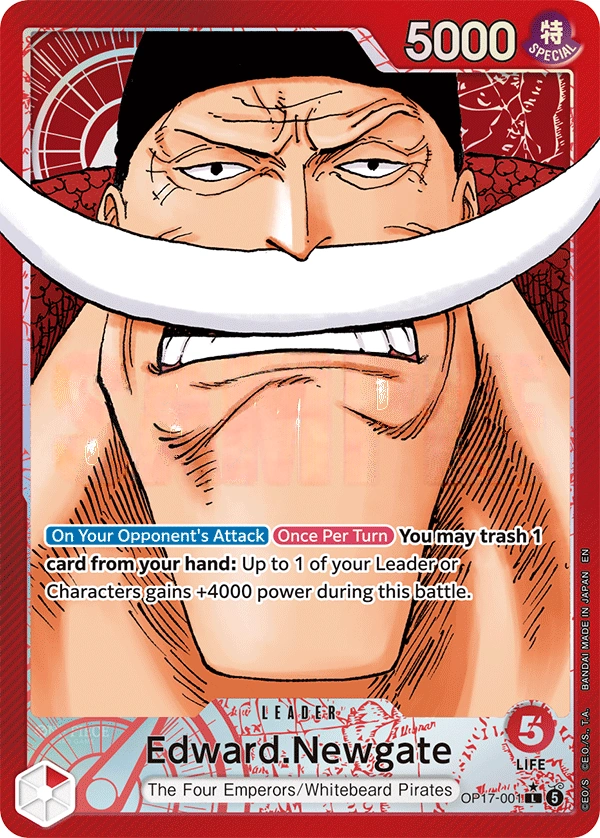 5000
特
SPECIAL
SAMPLE
On Your Opponent's Attack Once Per Turn You may trash 1
card from your hand: Up to 1 of your Leader or
Characters gains +4000 power during this battle.
LEADER
Edward.Newgate
The Four Emperors/Whitebeard Pirates
5
LIFE
OP17-001 L 5
©E.O/S ©E.O./S., T.A. BANDAI MADE IN JAPAN EN